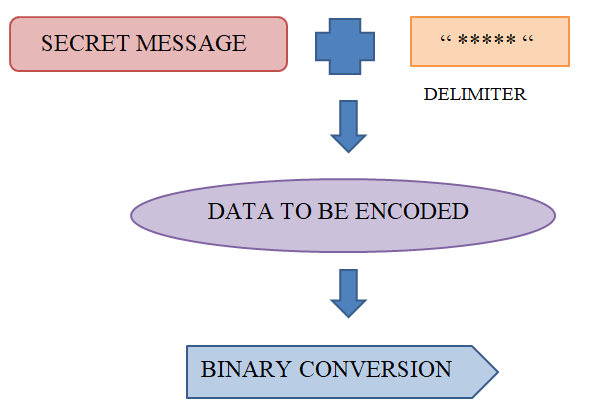 SECRET MESSAGE
“ ***** “
DELIMITER
DATA TO BE ENCODED
BINARY CONVERSION